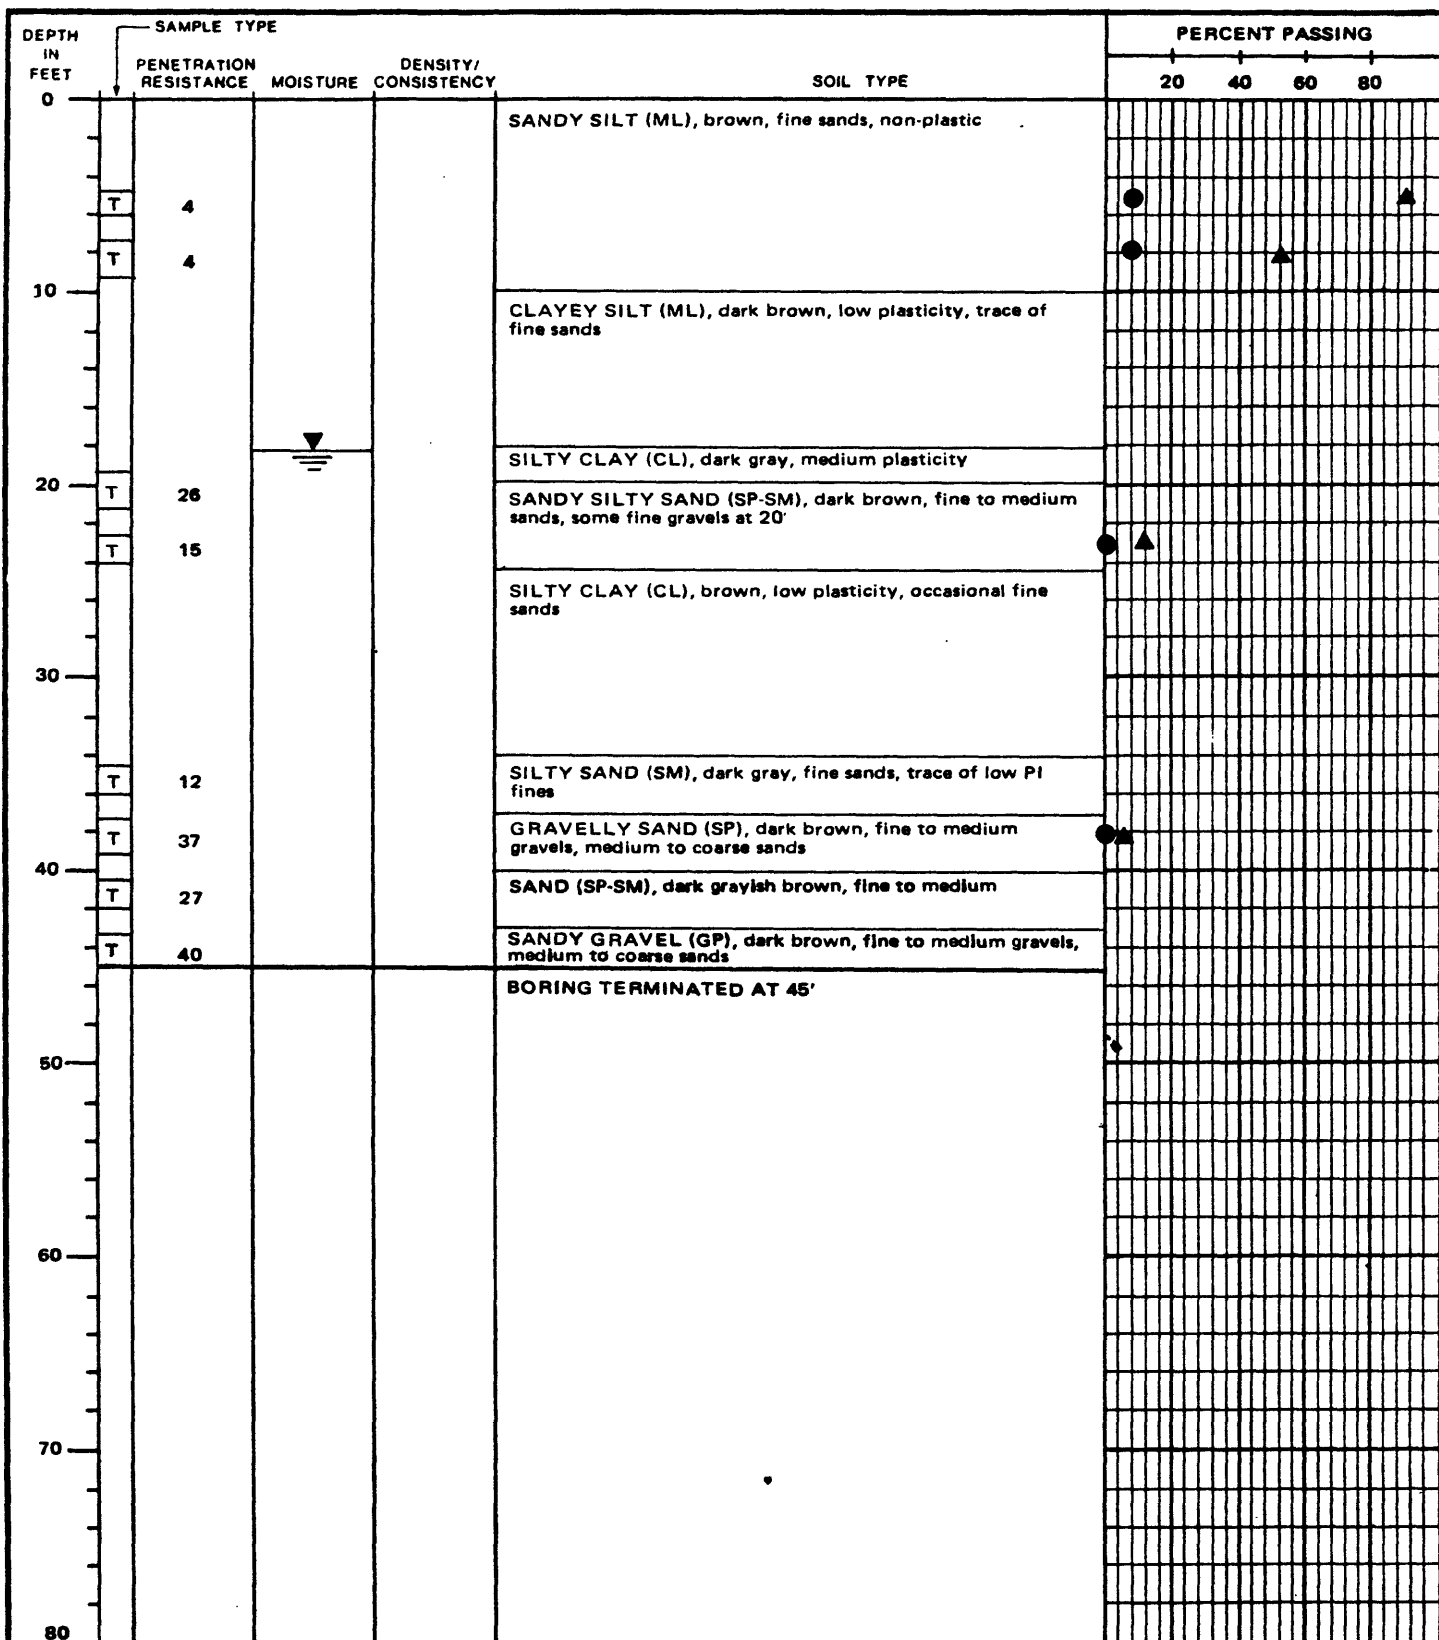 SAMPLE TYPE
DEPTH
IN
FEET
PENETRATION
RESISTANCE
MOISTURE
DENSITY/
CONSISTENCY
SOIL TYPE
PERCENT PASSING
20 40 60 80
0
SANDY SILT (ML), brown, fine sands, non-plastic
T 4
T 4
10
CLAYEY SILT (ML), dark brown, low plasticity, trace of
fine sands
SILTY CLAY (CL), dark gray, medium plasticity
20
T 26
SANDY SILTY SAND (SP-SM), dark brown, fine to medium
sands, some fine gravels at 20'
T 15
SILTY CLAY (CL), brown, low plasticity, occasional fine
sands
30
SILTY SAND (SM), dark gray, fine sands, trace of low PI
fines
T 12
GRAVELLY SAND (SP), dark brown, fine to medium
gravels, medium to coarse sands
T 37
40
SAND (SP-SM), dark grayish brown, fine to medium
T 27
SANDY GRAVEL (GP), dark brown, fine to medium gravels,
medium to coarse sands
T 40
BORING TERMINATED AT 45'
50
60
70
80